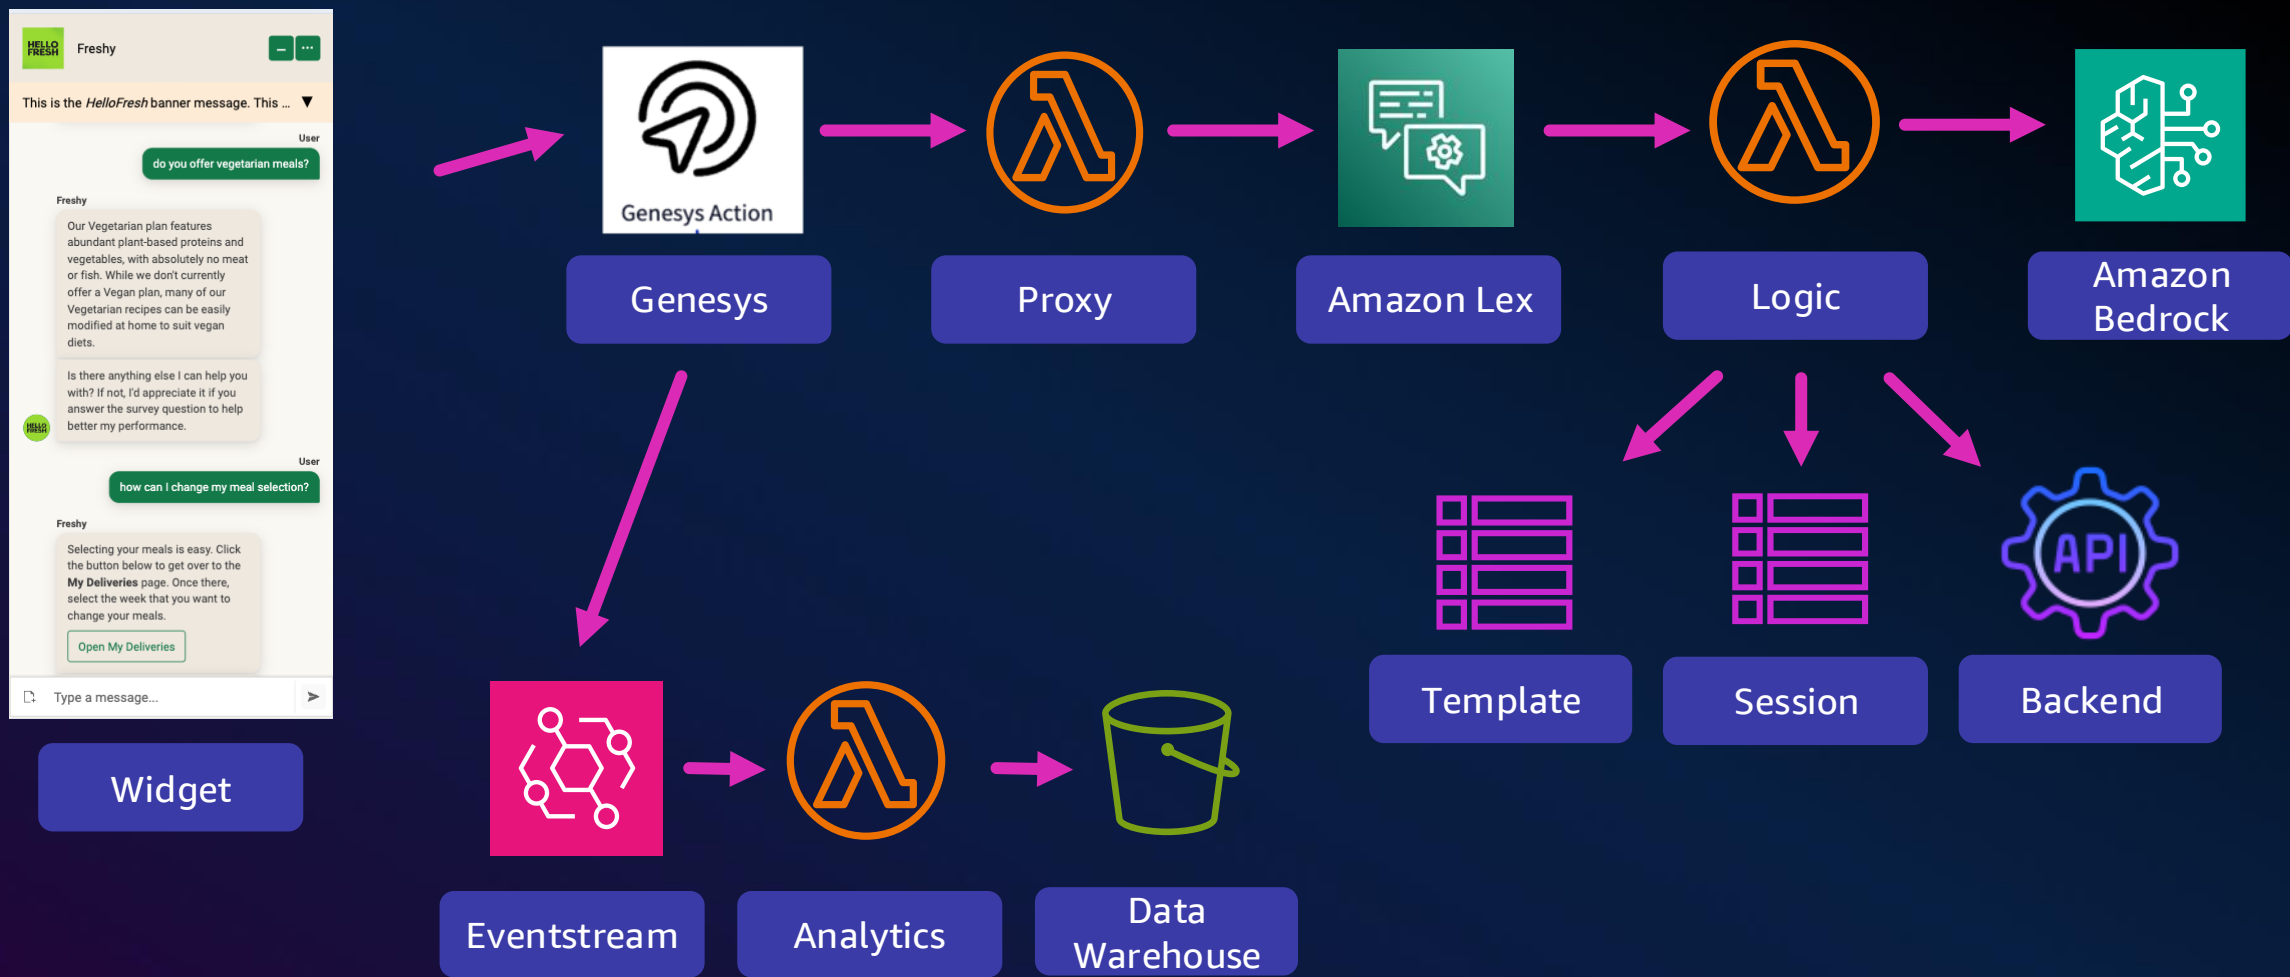 HELLO
FRESH
Freshy
This is the HelloFresh banner message. This ...
User
do you offer vegetarian meals?
Freshy
Our Vegetarian plan features
abundant plant-based proteins and
vegetables, with absolutely no meat
or fish. While we don't currently
offer a Vegan plan, many of our
Vegetarian recipes can be easily
modified at home to suit vegan
diets.
Is there anything else I can help you
with? If not, I'd appreciate it if you
answer the survey question to help
better my performance.
HELLO
FRESH
User
how can I change my meal selection?
Freshy
Selecting your meals is easy. Click
the button below to get over to the
My Deliveries page. Once there,
select the week that you want to
change your meals.
Open My Deliveries
Type a message...
Widget
Genesys Action
Genesys
Proxy
Amazon Lex
Logic
Amazon
Bedrock
Template
Session
API
Backend
Eventstream
Analytics
Data
Warehouse